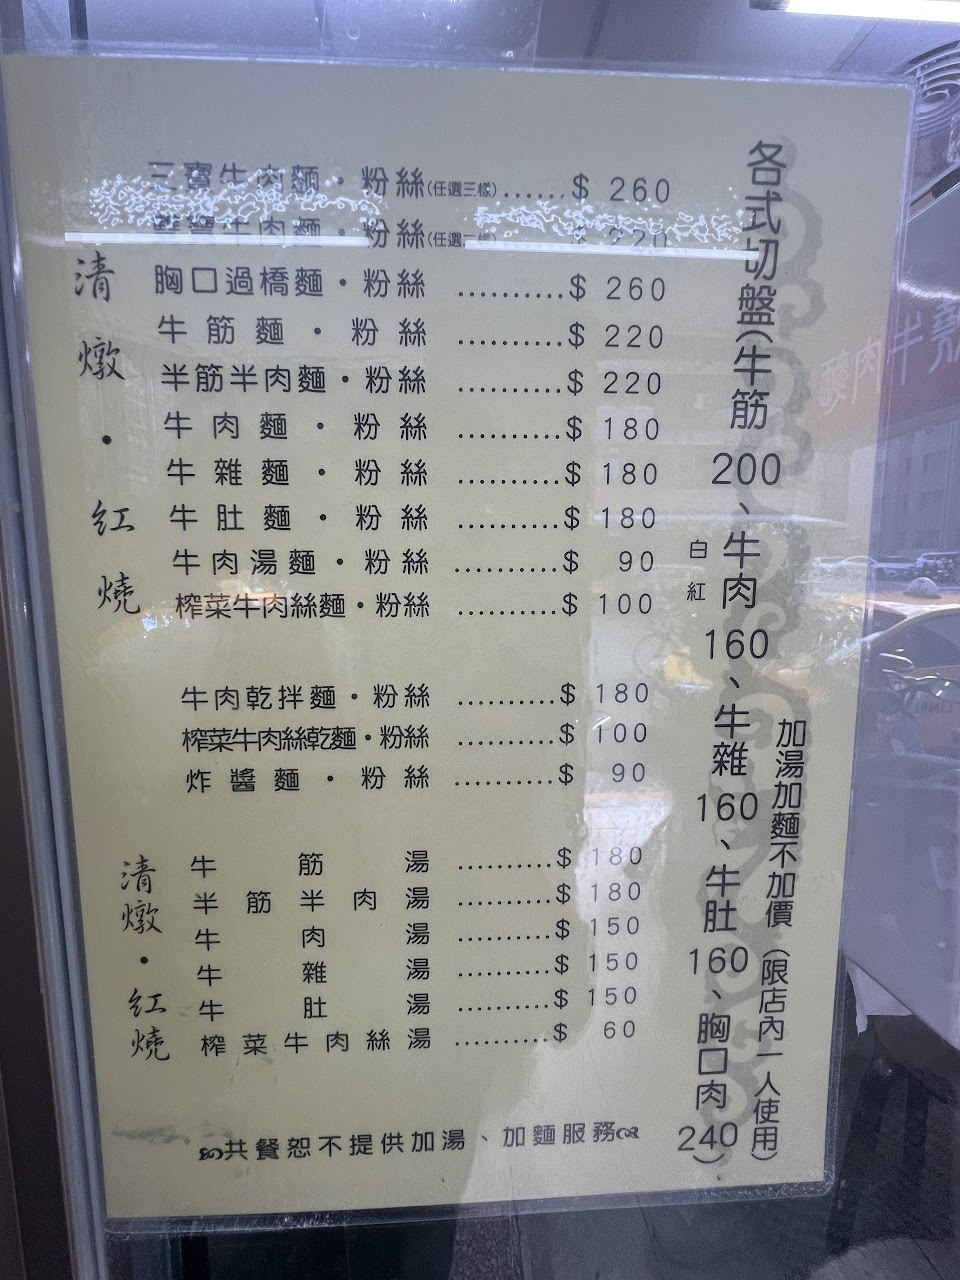 三寶牛肉麵・粉絲(任選三樣)......$ 260
雙寶牛肉麵・粉絲(任選二樣) $ 220
胸口過橋麵・粉絲 ..........$ 260
牛筋麵・粉絲 ..........$ 220
半筋半肉麵・粉絲 ..........$ 220
牛肉麵・粉絲 ..........$ 180
牛雜麵・粉絲 ..........$ 180
牛肚麵・粉絲 ..........$ 180
牛肉湯麵・粉絲 ..........$ 90
榨菜牛肉絲麵・粉絲 ..........$ 100
清燉・紅燒
牛肉乾拌麵・粉絲 ..........$ 180
榨菜牛肉絲乾麵・粉絲 ..........$ 100
炸醬麵・粉絲 ..........$ 90
牛筋湯 ..........$ 180
半筋半肉湯 ..........$ 180
牛肉湯 ..........$ 150
牛雜湯 ..........$ 150
牛肚湯 ..........$ 150
榨菜牛肉絲湯 ..........$ 60
清燉・紅燒
共餐恕不提供加湯、加麵服務
各式切盤(牛筋200、牛肉160、牛雜160、牛肚160、胸口肉240)
白紅
加湯加麵不加價(限店內一人使用)